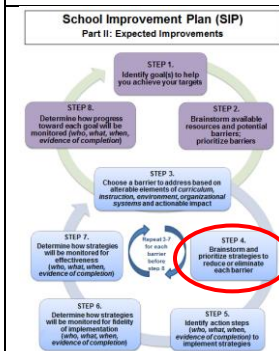 School Improvement Plan (SIP)
Part II: Expected Improvements
STEP 1.
Identify goal(s) to help
you achieve your targets
STEP 2.
Brainstorm available
resources and potential
barriers;
prioritize barriers
STEP 3.
Choose a barrier to address based on
alterable elements of curriculum,
instruction, environment, organizational
systems and actionable impact
STEP 4.
Brainstorm and
prioritize strategies to
reduce or eliminate
each barrier
STEP 5.
Identify action steps
(who, what, when,
evidence of completion) to
implement strategies
STEP 6.
Determine how strategies
will be monitored for fidelity
of implementation (who,
what, when, evidence of
completion)
STEP 7.
Determine how strategies
will be monitored for
effectiveness
(who, what, when,
evidence of completion)
Repeat 3-7
for each
barrier
before
step 8
STEP 8.
Determine how progress
toward each goal will be
monitored (who, what, when,
evidence of completion)